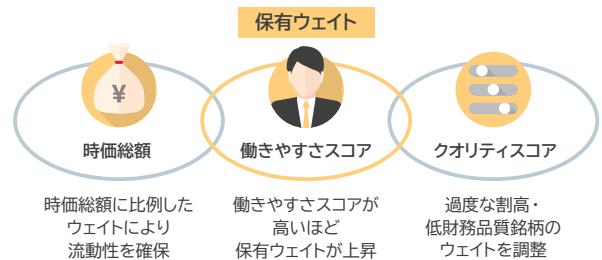 保有ウェイト
¥
時価総額
働きやすさスコア
クオリティスコア
時価総額に比例した
ウェイトにより
流動性を確保
働きやすさスコアが
高いほど
保有ウェイトが上昇
過度な割高・
低財務品質銘柄の
ウェイトを調整